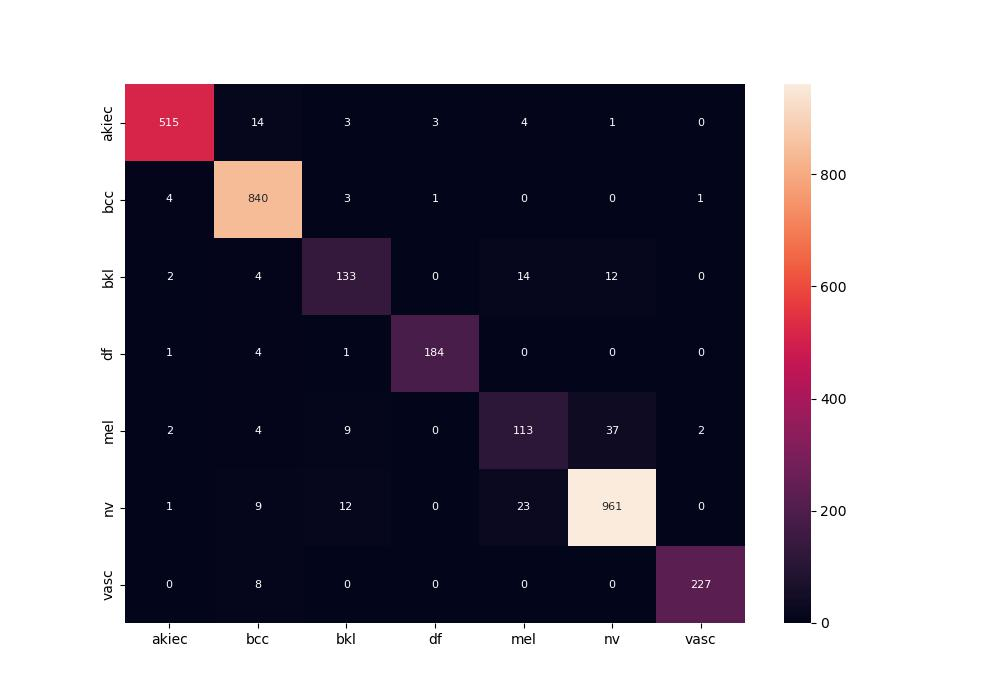 akiec 515 14 3 3 4 1 0
bcc 4 840 3 1 0 0 1
bkl 2 4 133 0 14 12 0
df 1 4 1 184 0 0 0
mel 2 4 9 0 113 37 2
nv 1 9 12 0 23 961 0
vasc 0 8 0 0 0 0 227
akiec bcc bkl df mel nv vasc
800
600
400
200
0